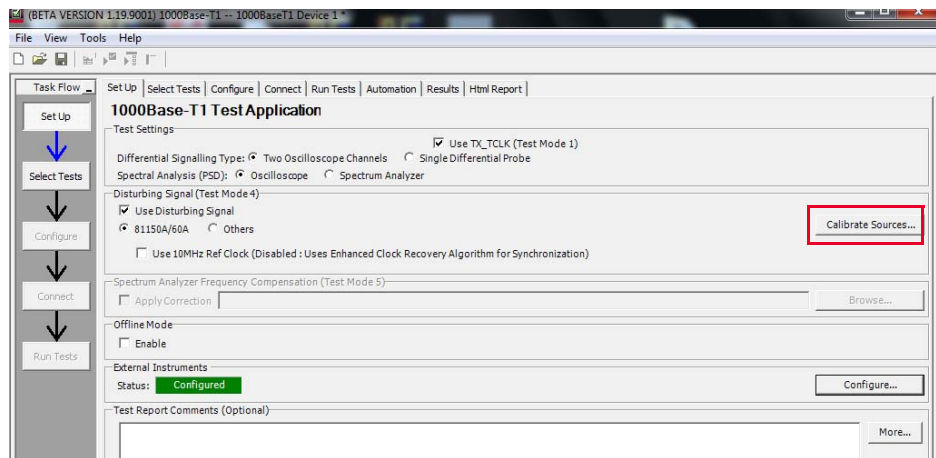 (BETA VERSION 1.19.9001) 1000Base-T1 -- 1000BaseT1 Device 1 *
File View Tools Help
Task Flow
Set Up Select Tests Configure Connect Run Tests Automation Results Html Report
Set Up
1000Base-T1 Test Application
Test Settings
Use TX_TCLK (Test Mode 1)
Differential Signalling Type: Two Oscilloscope Channels Single Differential Probe
Select Tests
Spectral Analysis (PSD): Oscilloscope Spectrum Analyzer
Disturbing Signal (Test Mode 4)
Use Disturbing Signal
81150A/60A Others
Calibrate Sources...
Configure
Use 10MHz Ref Clock (Disabled : Uses Enhanced Clock Recovery Algorithm for Synchronization)
Spectrum Analyzer Frequency Compensation (Test Mode 5)
Connect
Apply Correction
Browse...
Offline Mode
Enable
Run Tests
External Instruments
Status: Configured
Configure...
Test Report Comments (Optional)
More...